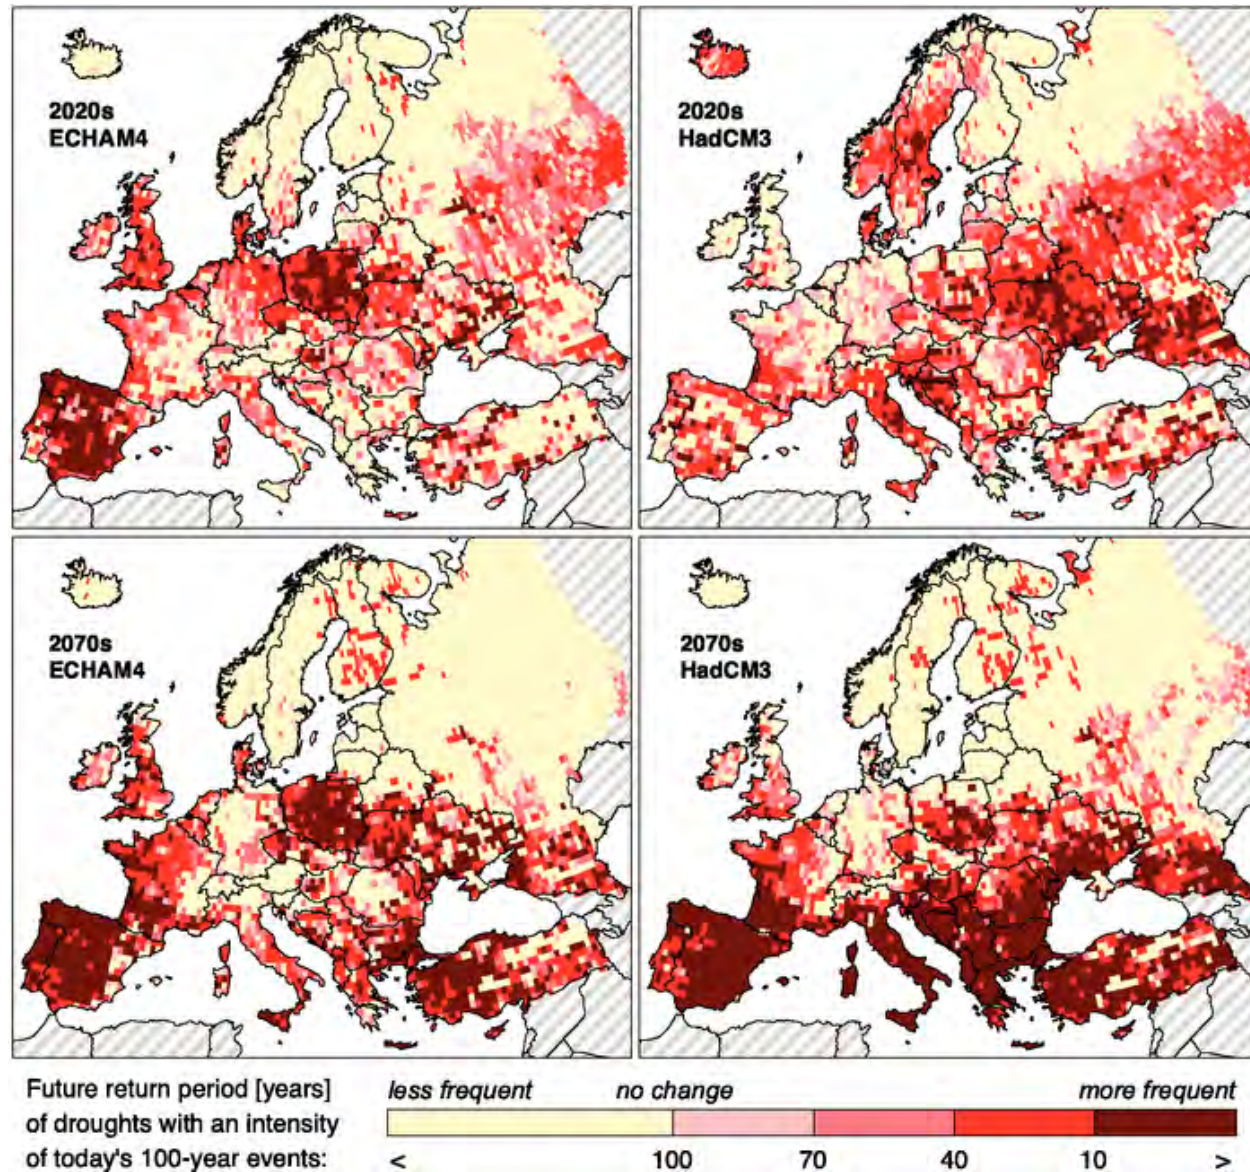 2020s
ECHAM4
2020s
HadCM3
2070s
ECHAM4
2070s
HadCM3
Future return period [years]
of droughts with an intensity
of today's 100-year events:
less frequent no change more frequent
< 100 70 40 10 >